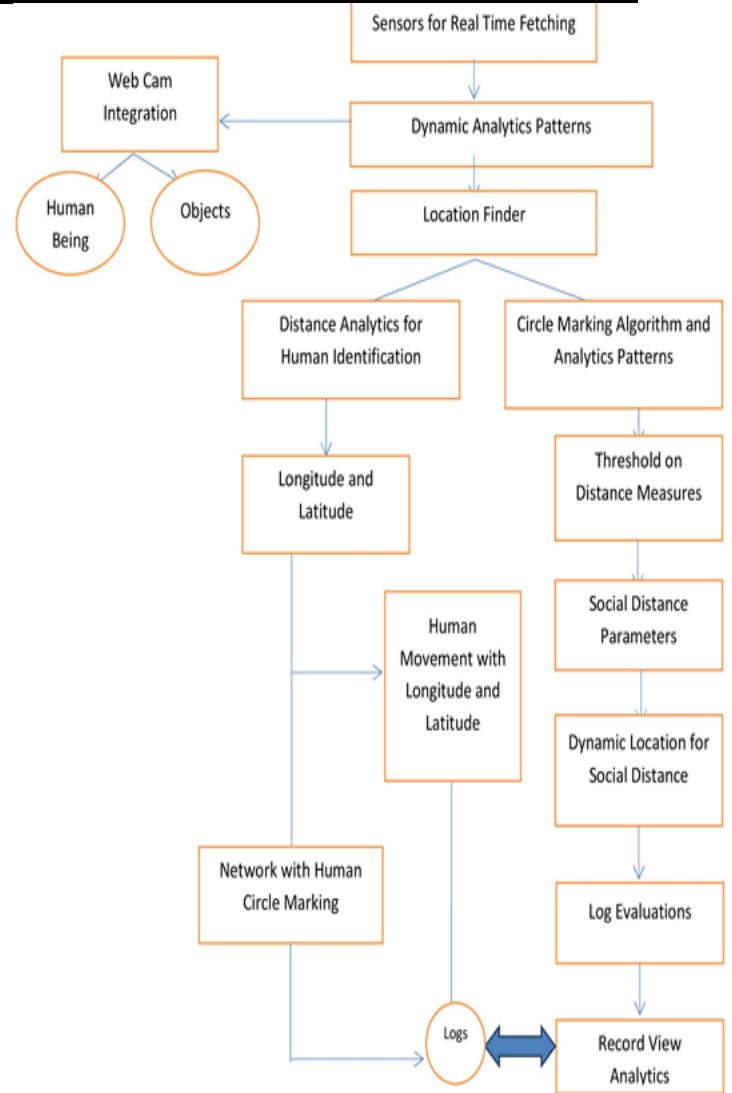 Sensors for Real Time Fetching
Web Cam
Integration
Dynamic Analytics Patterns
Human
Being
Objects
Location Finder
Distance Analytics for
Human Identification
Circle Marking Algorithm and
Analytics Patterns
Longitude and
Latitude
Threshold on
Distance Measures
Human
Movement with
Longitude and
Latitude
Social Distance
Parameters
Dynamic Location for
Social Distance
Network with Human
Circle Marking
Log Evaluations
Logs
Record View
Analytics